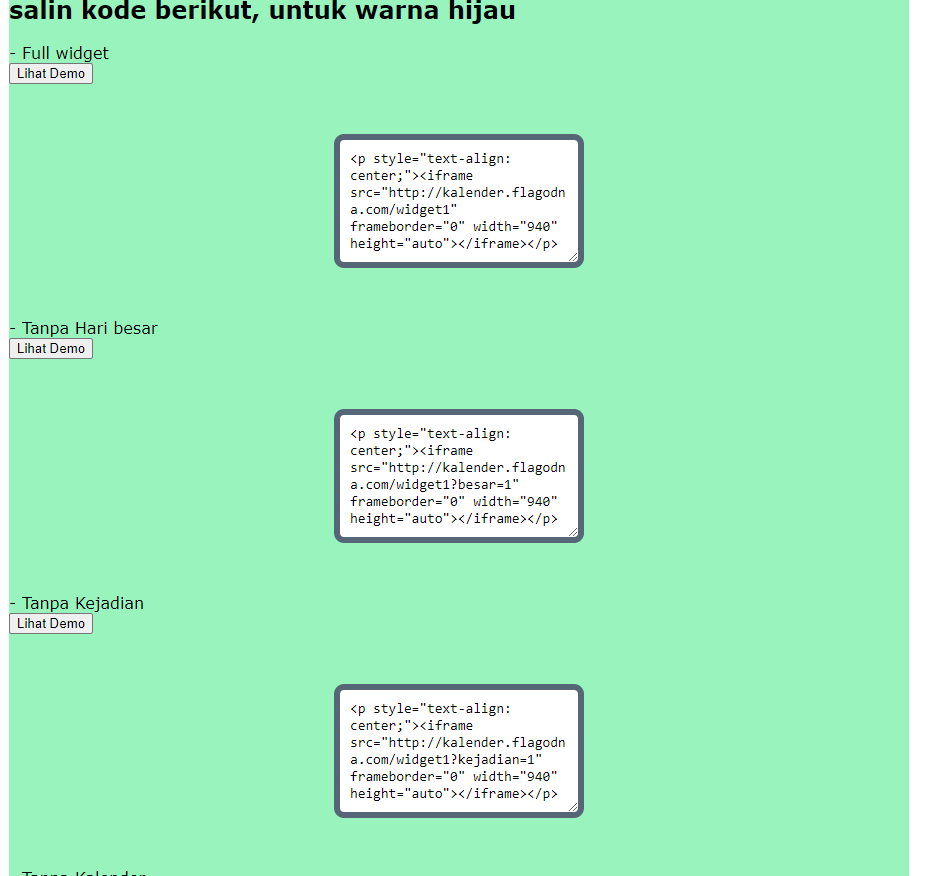 salin kode berikut, untuk warna hijau
- Full widget
Lihat Demo
<p style="text-align:
center;"><iframe
src="http://kalender.flagodn
a.com/widget1"
frameborder="0" width="940"
height="auto"></iframe></p>
- Tanpa Hari besar
Lihat Demo
<p style="text-align:
center;"><iframe
src="http://kalender.flagodn
a.com/widget1?besar=1"
frameborder="0" width="940"
height="auto"></iframe></p>
- Tanpa Kejadian
Lihat Demo
<p style="text-align:
center;"><iframe
src="http://kalender.flagodn
a.com/widget1?kejadian=1"
frameborder="0" width="940"
height="auto"></iframe></p>
- Tanpa Kalender